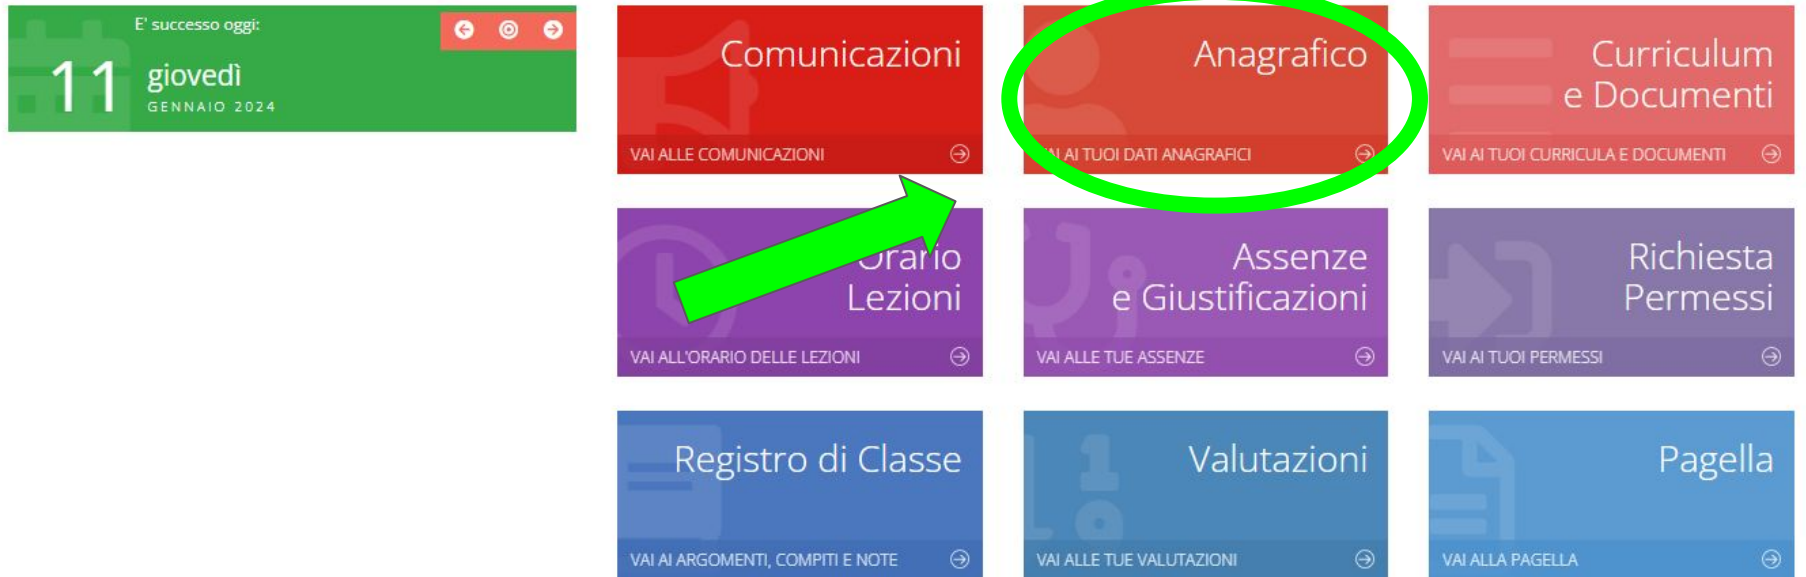 E' successo oggi:
11
giovedì
GENNAIO 2024
Comunicazioni
VAI ALLE COMUNICAZIONI
Anagrafico
VAI AI TUOI DATI ANAGRAFICI
Curriculum
e Documenti
VAI AI TUOI CURRICULA E DOCUMENTI
Orario
Lezioni
VAI ALL'ORARIO DELLE LEZIONI
Assenze
e Giustificazioni
VAI ALLE TUE ASSENZE
Richiesta
Permessi
VAI AI TUOI PERMESSI
Registro di Classe
VAI AI ARGOMENTI, COMPITI E NOTE
Valutazioni
VAI ALLE TUE VALUTAZIONI
Pagella
VAI ALLA PAGELLA